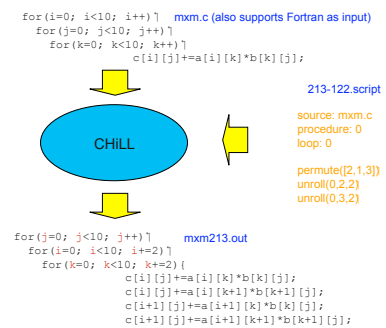 for(i=0; i<10; i++) mxm.c (also supports Fortran as input)
for(j=0; j<10; j++)
for(k=0; k<10; k++)
c[i][j]+=a[i][k]*b[k][j];
213-122.script
source: mxm.c
procedure: 0
loop: 0
permute([2,1,3])
unroll(0,2,2)
unroll(0,3,2)
CHiLL
for(j=0; j<10; j++) mxm213.out
for(i=0; i<10; i+=2)
for(k=0; k<10; k+=2){
c[i][j]+=a[i][k]*b[k][j];
c[i][j]+=a[i][k+1]*b[k+1][j];
c[i+1][j]+=a[i+1][k]*b[k][j];
c[i+1][j]+=a[i+1][k+1]*b[k+1][j];